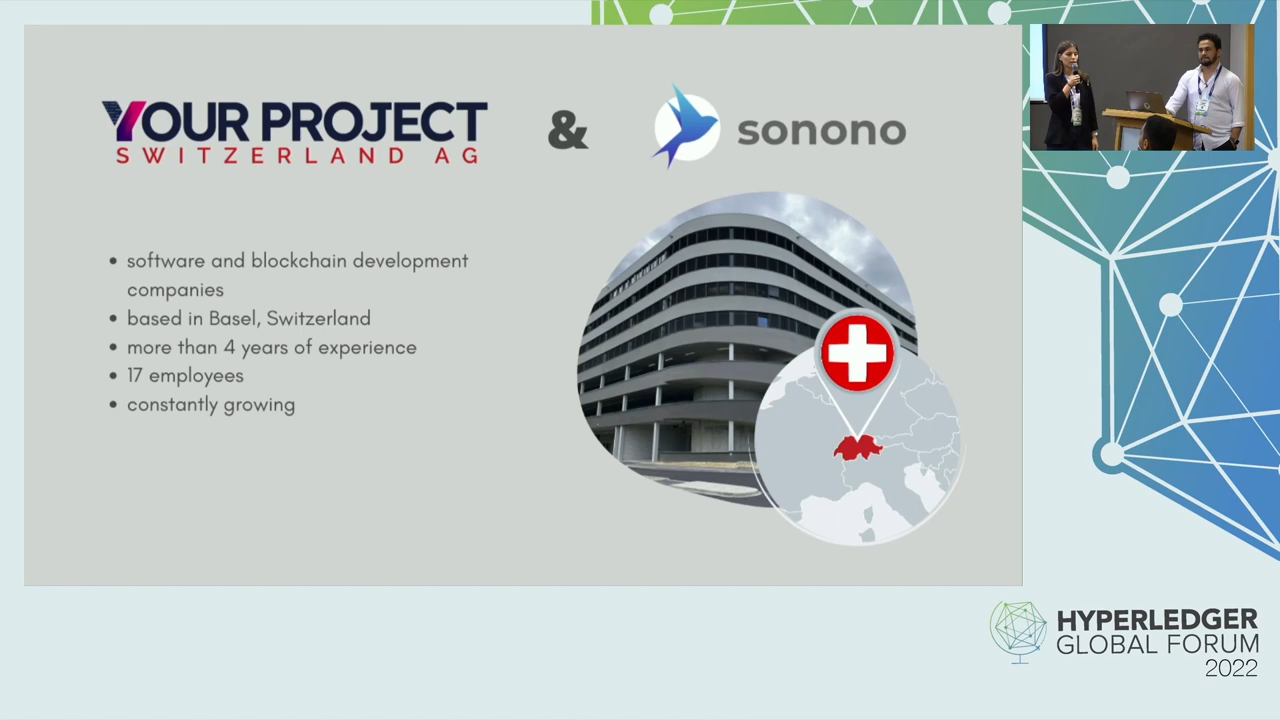 YOUR PROJECT
SWITZERLAND AG
&
sonono
• software and blockchain development
companies
• based in Basel, Switzerland
• more than 4 years of experience
• 17 employees
• constantly growing
HYPERLEDGER
GLOBAL FORUM
2022